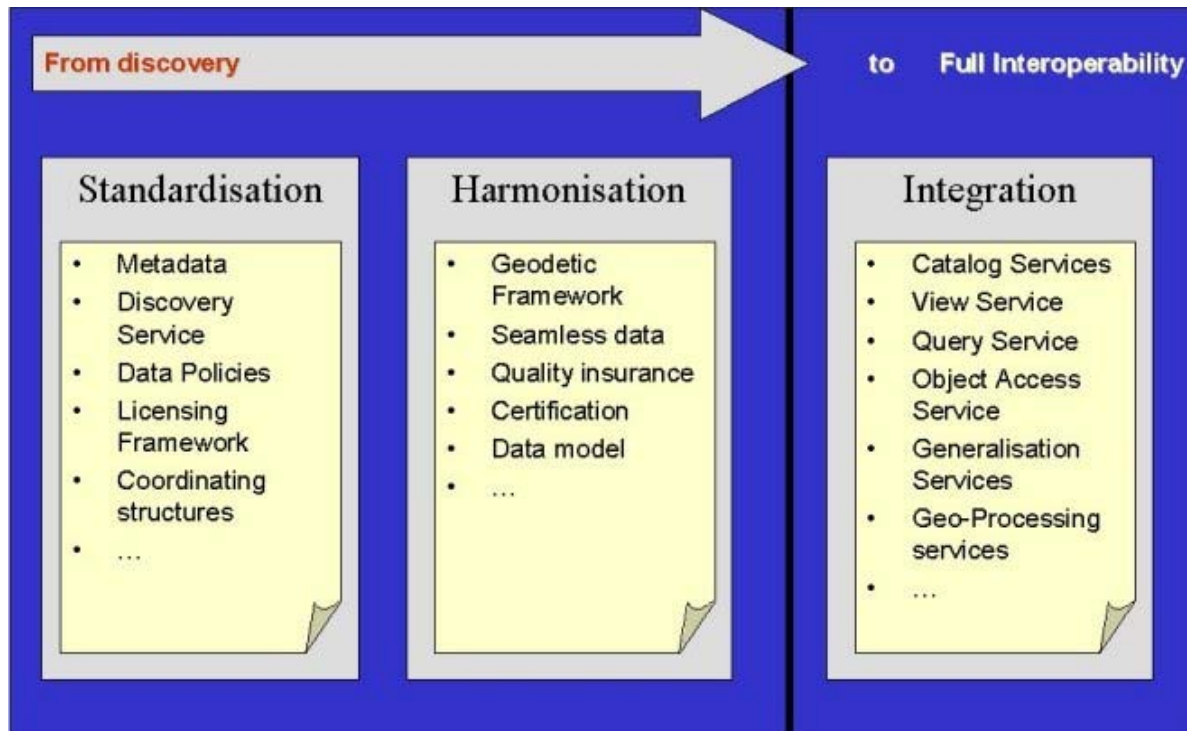 From discovery to Full Interoperability
Standardisation
• Metadata
• Discovery
Service
• Data Policies
• Licensing
Framework
• Coordinating
structures
• …
Harmonisation
• Geodetic
Framework
• Seamless data
• Quality insurance
• Certification
• Data model
• …
Integration
• Catalog Services
• View Service
• Query Service
• Object Access
Service
• Generalisation
Services
• Geo-Processing
services
• …